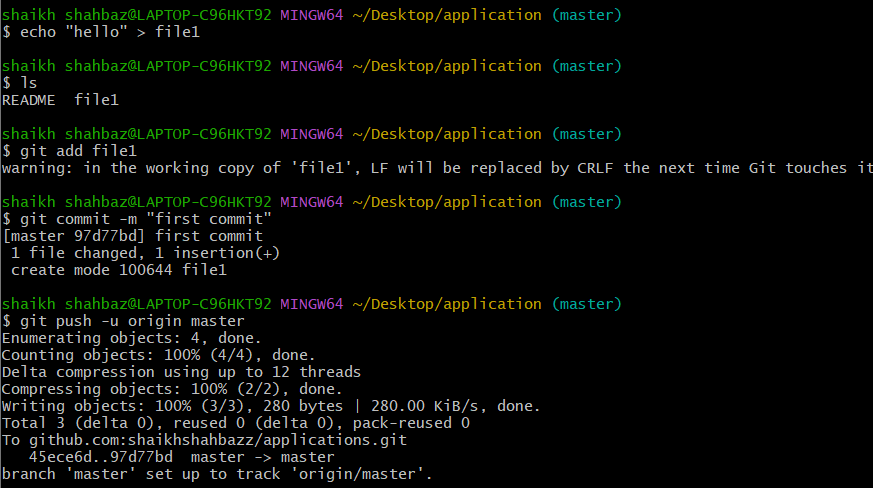 shaikh shahbaz@LAPTOP-C96HKT92 MINGW64 ~/Desktop/application (master)
$ echo "hello" > file1
shaikh shahbaz@LAPTOP-C96HKT92 MINGW64 ~/Desktop/application (master)
$ ls
README  file1
shaikh shahbaz@LAPTOP-C96HKT92 MINGW64 ~/Desktop/application (master)
$ git add file1
warning: in the working copy of 'file1', LF will be replaced by CRLF the next time Git touches it
shaikh shahbaz@LAPTOP-C96HKT92 MINGW64 ~/Desktop/application (master)
$ git commit -m "first commit"
[master 97d77bd] first commit
 1 file changed, 1 insertion(+)
 create mode 100644 file1
shaikh shahbaz@LAPTOP-C96HKT92 MINGW64 ~/Desktop/application (master)
$ git push -u origin master
Enumerating objects: 4, done.
Counting objects: 100% (4/4), done.
Delta compression using up to 12 threads
Compressing objects: 100% (2/2), done.
Writing objects: 100% (3/3), 280 bytes | 280.00 KiB/s, done.
Total 3 (delta 0), reused 0 (delta 0), pack-reused 0
To github.com:shaikhshahbazz/applications.git
   45ece6d..97d77bd  master -> master
branch 'master' set up to track 'origin/master'.